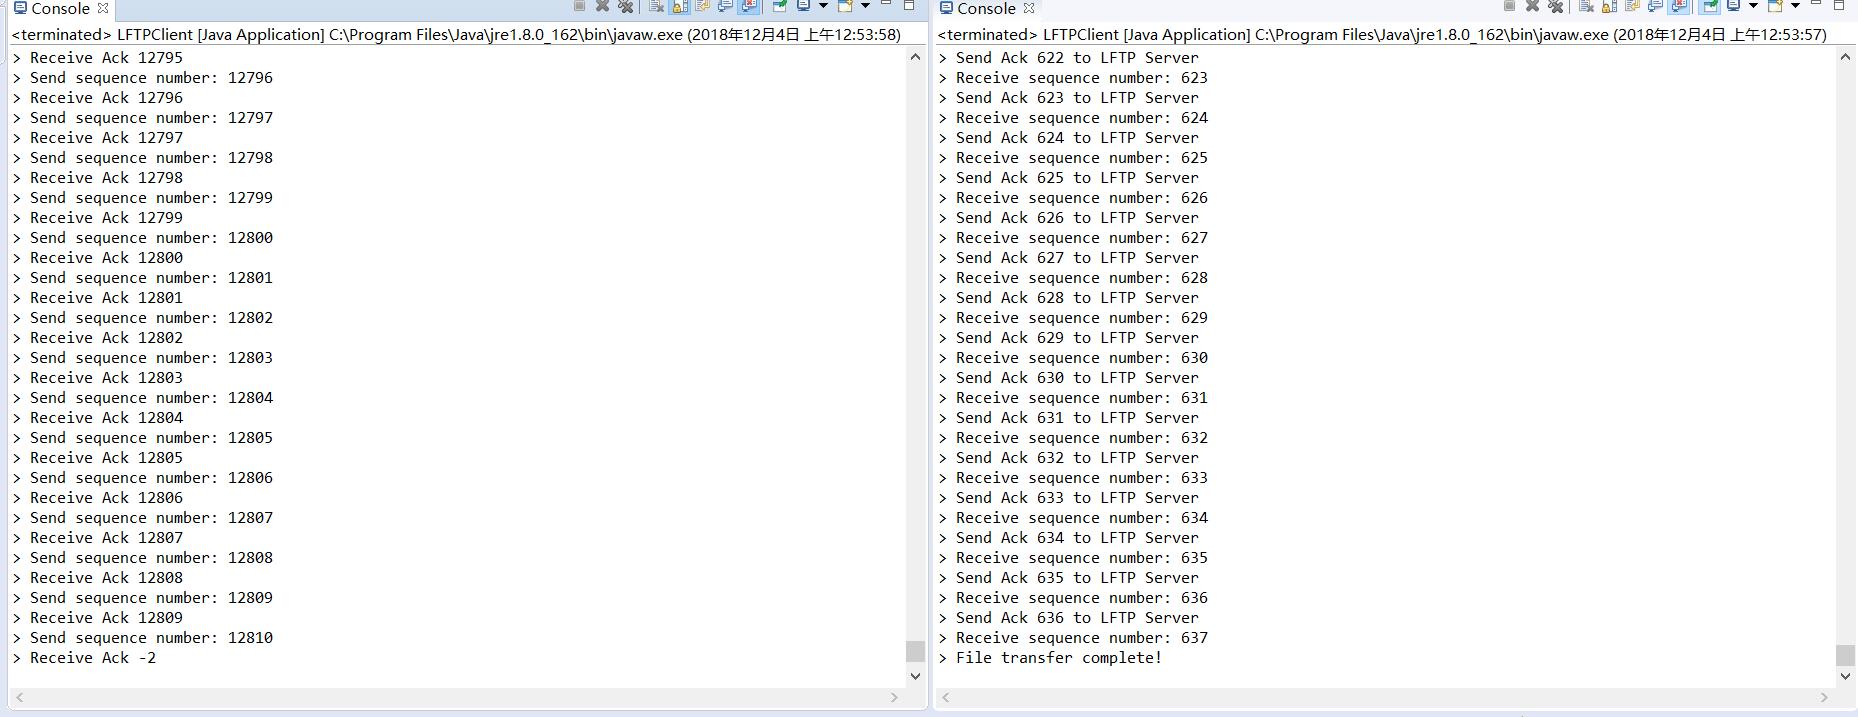 Console
<terminated> LFTPClient [Java Application] C:\Program Files\Java\jre1.8.0_162\bin\javaw.exe (2018年12月4日 上午12:53:58)
> Receive Ack 12795
> Send sequence number: 12796
> Receive Ack 12796
> Send sequence number: 12797
> Receive Ack 12797
> Send sequence number: 12798
> Receive Ack 12798
> Send sequence number: 12799
> Receive Ack 12799
> Send sequence number: 12800
> Receive Ack 12800
> Send sequence number: 12801
> Receive Ack 12801
> Send sequence number: 12802
> Receive Ack 12802
> Send sequence number: 12803
> Receive Ack 12803
> Send sequence number: 12804
> Receive Ack 12804
> Send sequence number: 12805
> Receive Ack 12805
> Send sequence number: 12806
> Receive Ack 12806
> Send sequence number: 12807
> Receive Ack 12807
> Send sequence number: 12808
> Receive Ack 12808
> Send sequence number: 12809
> Receive Ack 12809
> Send sequence number: 12810
> Receive Ack -2
Console
<terminated> LFTPClient [Java Application] C:\Program Files\Java\jre1.8.0_162\bin\javaw.exe (2018年12月4日 上午12:53:57)
> Send Ack 622 to LFTP Server
> Receive sequence number: 623
> Send Ack 623 to LFTP Server
> Receive sequence number: 624
> Send Ack 624 to LFTP Server
> Receive sequence number: 625
> Send Ack 625 to LFTP Server
> Receive sequence number: 626
> Send Ack 626 to LFTP Server
> Receive sequence number: 627
> Send Ack 627 to LFTP Server
> Receive sequence number: 628
> Send Ack 628 to LFTP Server
> Receive sequence number: 629
> Send Ack 629 to LFTP Server
> Receive sequence number: 630
> Send Ack 630 to LFTP Server
> Receive sequence number: 631
> Send Ack 631 to LFTP Server
> Receive sequence number: 632
> Send Ack 632 to LFTP Server
> Receive sequence number: 633
> Send Ack 633 to LFTP Server
> Receive sequence number: 634
> Send Ack 634 to LFTP Server
> Receive sequence number: 635
> Send Ack 635 to LFTP Server
> Receive sequence number: 636
> Send Ack 636 to LFTP Server
> Receive sequence number: 637
> File transfer complete!